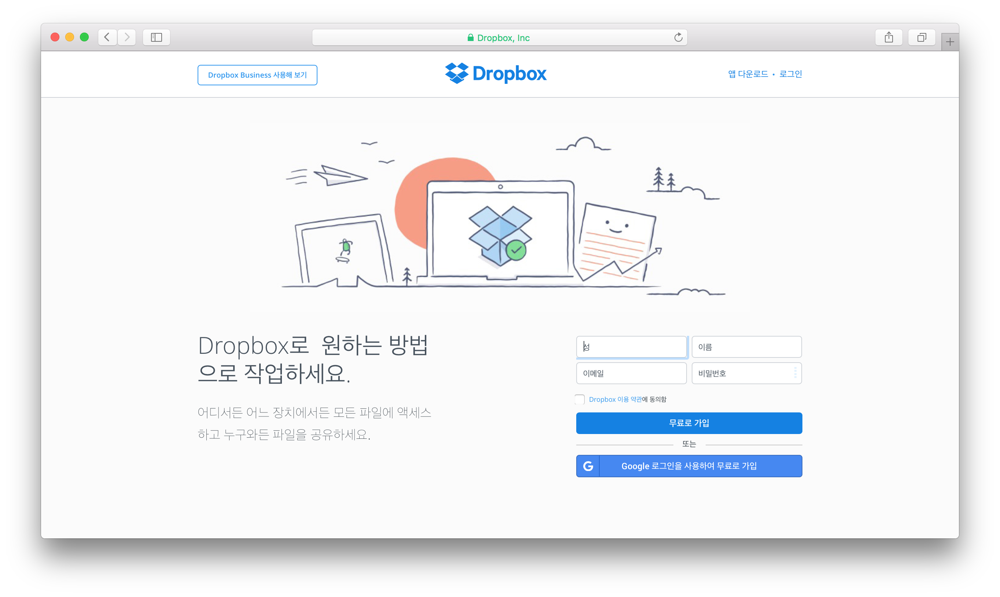 Dropbox, Inc
Dropbox Business 사용해 보기
Dropbox
앱 다운로드 • 로그인
Dropbox로 원하는 방법
으로 작업하세요.
어디서든 어느 장치에서든 모든 파일에 액세스
하고 누구와든 파일을 공유하세요.
성
이름
이메일
비밀번호
Dropbox 이용 약관에 동의함
무료로 가입
또는
G Google 로그인을 사용하여 무료로 가입